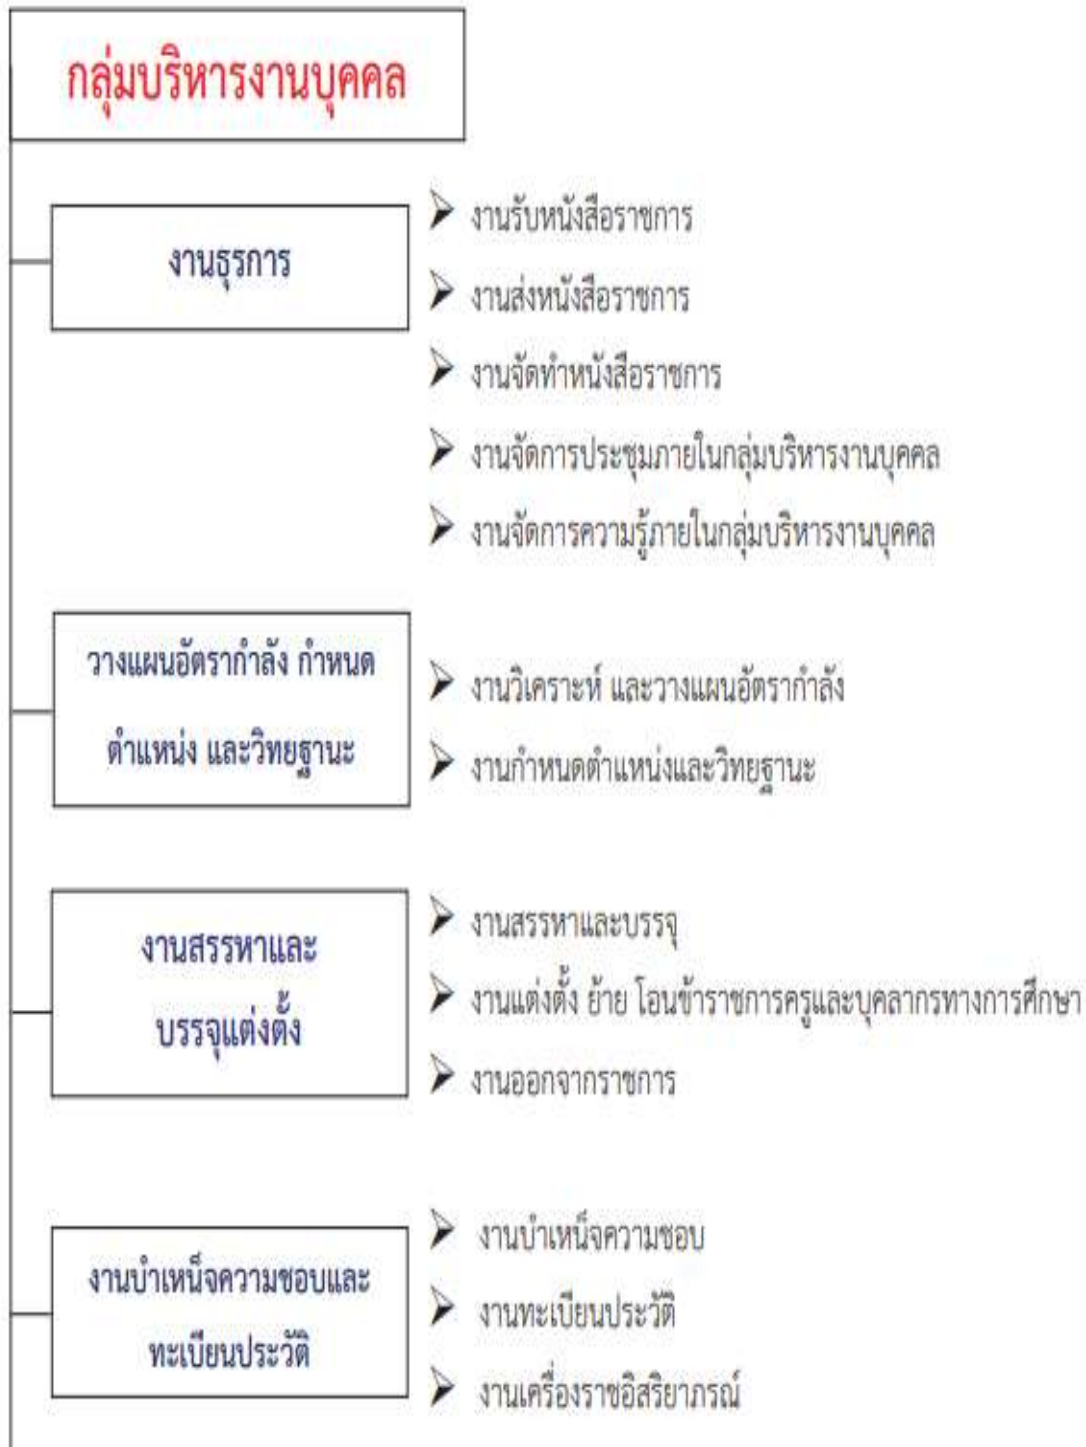 กลุ่มบริหารงานบุคคล
งานธุรการ
งานรับหนังสือราชการ
งานส่งหนังสือราชการ
งานจัดทำหนังสือราชการ
งานจัดการประชุมภายในกลุ่มบริหารงานบุคคล
งานจัดการความรู้ภายในกลุ่มบริหารงานบุคคล
วางแผนอัตรากำลัง กำหนด
ตำแหน่ง และวิทยฐานะ
งานวิเคราะห์ และวางแผนอัตรากำลัง
งานกำหนดตำแหน่งและวิทยฐานะ
งานสรรหาและ
บรรจุแต่งตั้ง
งานสรรหาและบรรจุ
งานแต่งตั้ง ย้าย โอนข้าราชการครูและบุคลากรทางการศึกษา
งานออกจากราชการ
งานบำเหน็จความชอบและ
ทะเบียนประวัติ
งานบำเหน็จความชอบ
งานทะเบียนประวัติ
งานเครื่องราชอิสริยาภรณ์